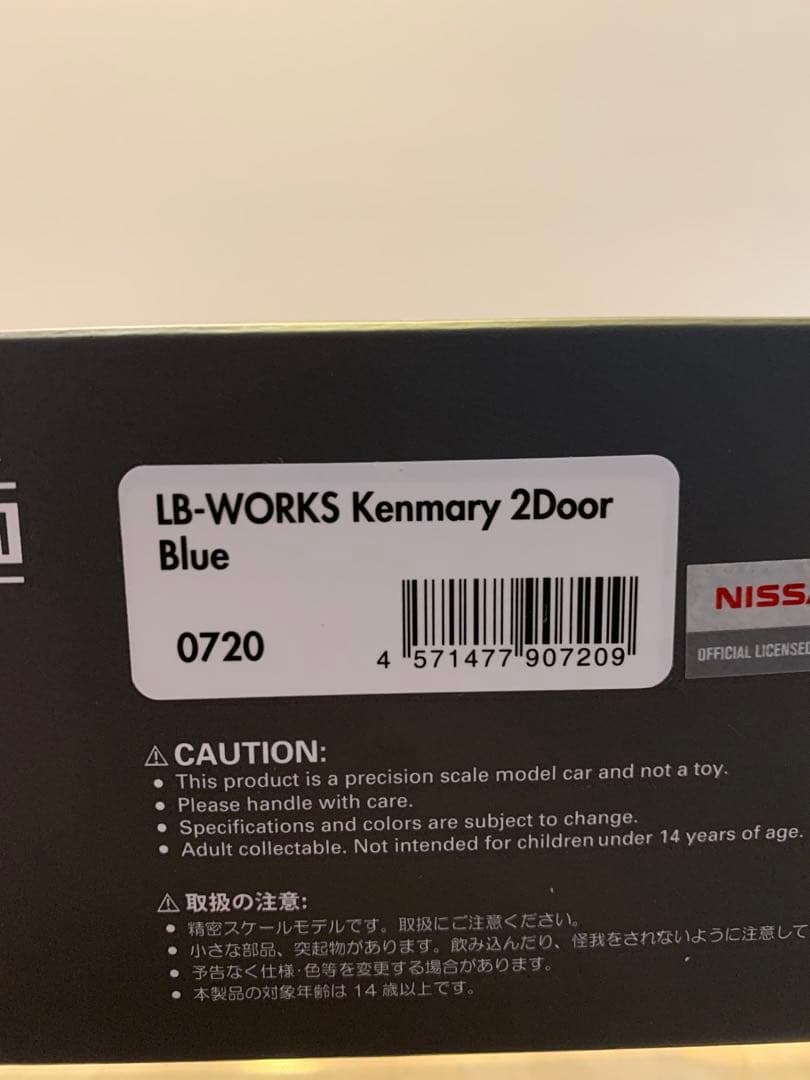 LB-WORKS Kenmary 2Door
Blue
0720
4 571477 907209
NISSA
OFFICIAL LICENSED
⚠ CAUTION:
• This product is a precision scale model car and not a toy.
• Please handle with care.
• Specifications and colors are subject to change.
• Adult collectable. Not intended for children under 14 years of age.
⚠ 取扱の注意:
• 精密スケールモデルです。取扱にご注意ください。
• 小さな部品、突起物があります。飲み込んだり、怪我をされないように注意して
• 予告なく仕様・色等を変更する場合があります。
• 本製品の対象年齢は 14 歳以上です。